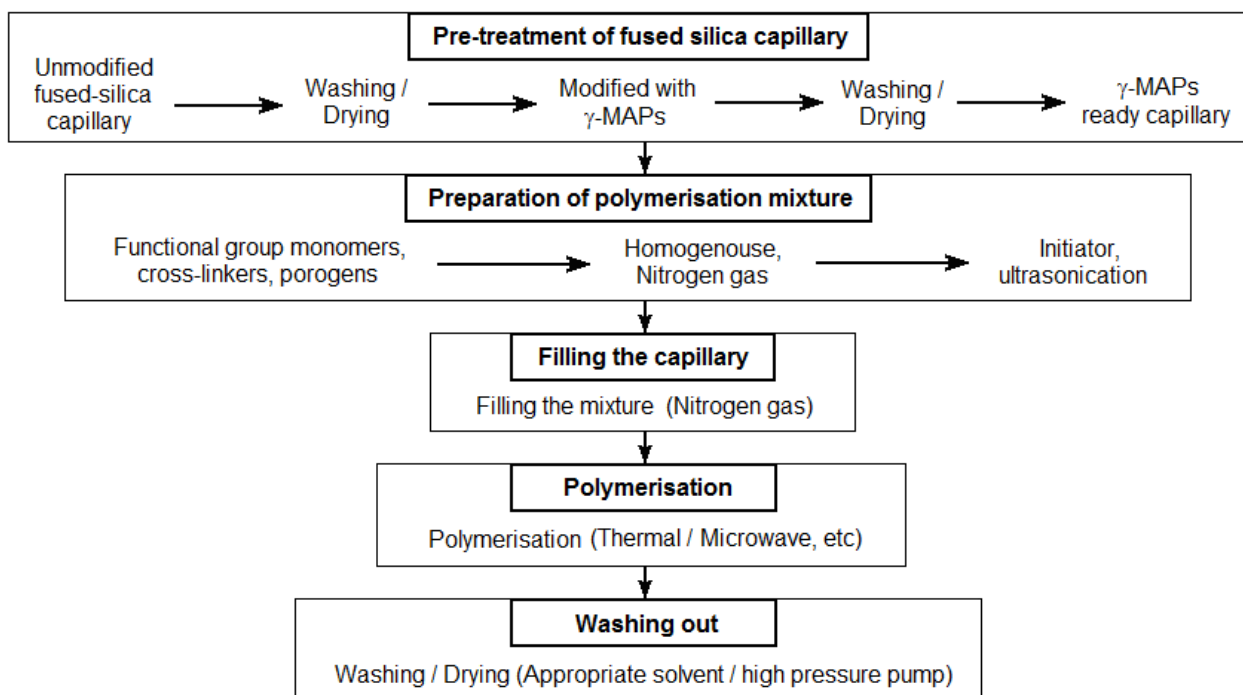 Pre-treatment of fused silica capillary
Unmodified
fused-silica
capillary
Washing /
Drying
Modified with
γ-MAPs
Washing /
Drying
γ-MAPs
ready capillary
Preparation of polymerisation mixture
Functional group monomers,
cross-linkers, porogens
Homogenouse,
Nitrogen gas
Initiator,
ultrasonication
Filling the capillary
Filling the mixture (Nitrogen gas)
Polymerisation
Polymerisation (Thermal / Microwave, etc)
Washing out
Washing / Drying (Appropriate solvent / high pressure pump)